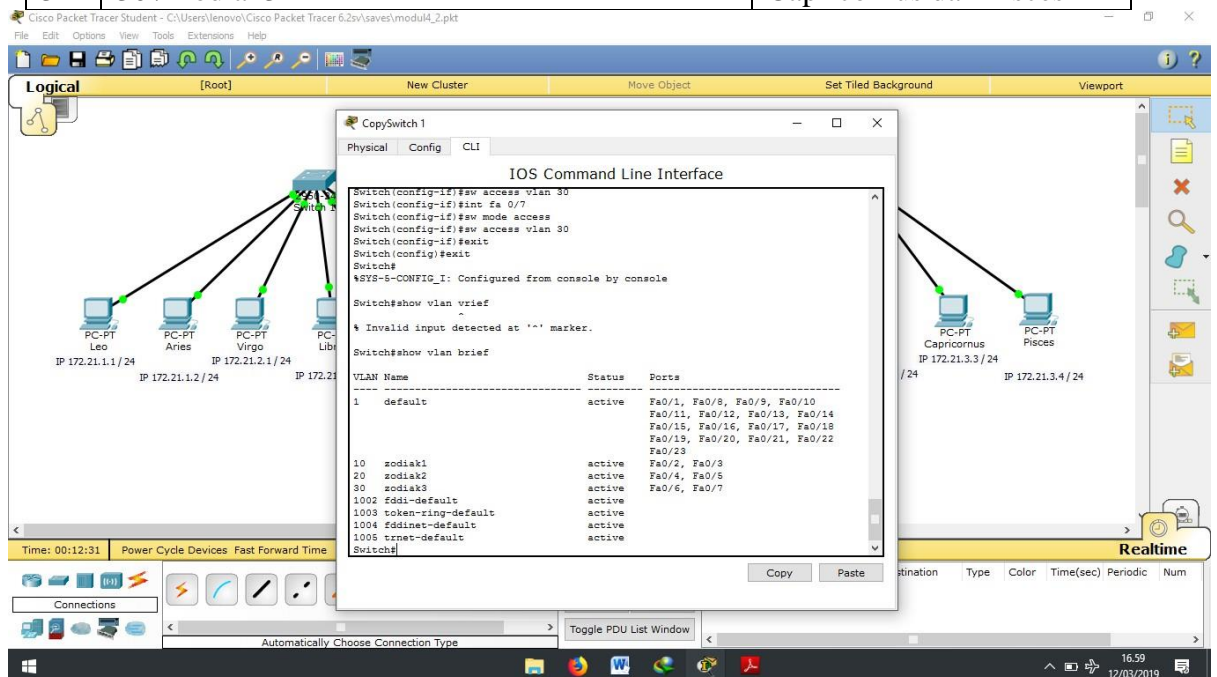 Cisco Packet Tracer Student - C:\Users\lenovo\Cisco Packet Tracer 6.2sv\saves\modul4_2.pkt
File Edit Options View Tools Extensions Help
Logical [Root] New Cluster Move Object Set Tiled Background Viewport
CopySwitch 1
Physical Config CLI
IOS Command Line Interface
Switch(config-if)#sw access vlan 30
Switch(config-if)#int fa 0/7
Switch(config-if)#sw mode access
Switch(config-if)#sw access vlan 30
Switch(config-if)#exit
Switch(config)#exit
Switch#
%SYS-5-CONFIG_I: Configured from console by console
Switch#show vlan vrief
^
% Invalid input detected at '^' marker.
Switch#show vlan brief
VLAN Name Status Ports
---- -------------------------------- --------- -------------------------------
1 default active Fa0/1, Fa0/8, Fa0/9, Fa0/10
Fa0/11, Fa0/12, Fa0/13, Fa0/14
Fa0/15, Fa0/16, Fa0/17, Fa0/18
Fa0/19, Fa0/20, Fa0/21, Fa0/22
Fa0/23
10 zodiak1 active Fa0/2, Fa0/3
20 zodiak2 active Fa0/4, Fa0/5
30 zodiak3 active Fa0/6, Fa0/7
1002 fddi-default active
1003 token-ring-default active
1004 fddinet-default active
1005 trnet-default active
Switch#
Copy Paste
Switch
PC-PT
Leo
IP 172.21.1.1 / 24
PC-PT
Aries
IP 172.21.1.2 / 24
PC-PT
Virgo
IP 172.21.2.1 / 24
PC-
Libr
IP 172.21
PC-PT
Capricornus
IP 172.21.3.3 / 24
/ 24
PC-PT
Pisces
IP 172.21.3.4 / 24
Time: 00:12:31 Power Cycle Devices Fast Forward Time Realtime
Connections
Automatically Choose Connection Type
Toggle PDU List Window
stination Type Color Time(sec) Periodic Num
16.59
12/03/2019